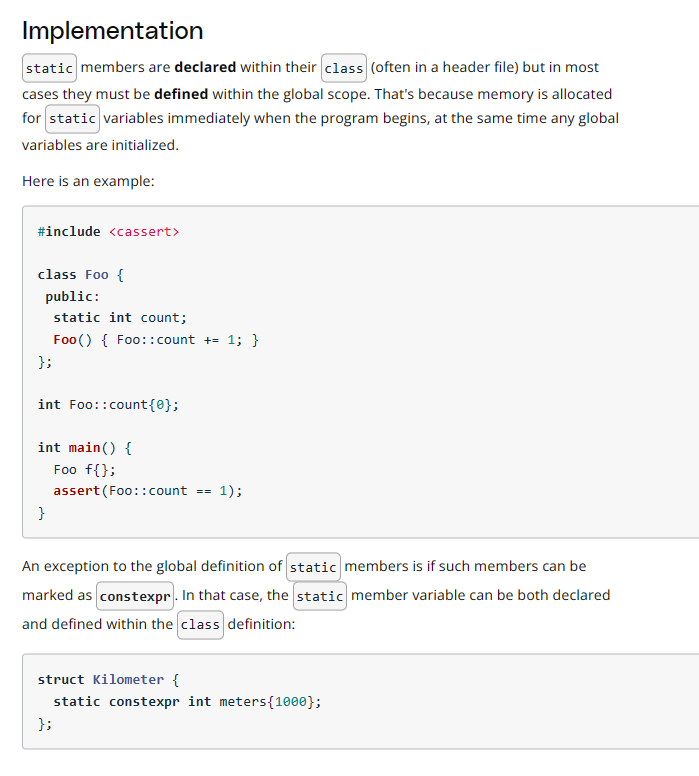 Implementation
static members are declared within their class (often in a header file) but in most
cases they must be defined within the global scope. That's because memory is allocated
for static variables immediately when the program begins, at the same time any global
variables are initialized.
Here is an example:
#include <cassert>
class Foo {
 public:
  static int count;
  Foo() { Foo::count += 1; }
};
int Foo::count{0};
int main() {
  Foo f{};
  assert(Foo::count == 1);
}
An exception to the global definition of static members is if such members can be
marked as constexpr. In that case, the static member variable can be both declared
and defined within the class definition:
struct Kilometer {
  static constexpr int meters{1000};
};